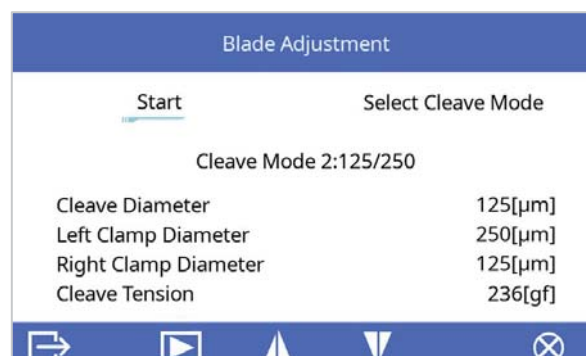 Blade Adjustment
Start Select Cleave Mode
Cleave Mode 2:125/250
Cleave Diameter 125[μm]
Left Clamp Diameter 250[μm]
Right Clamp Diameter 125[μm]
Cleave Tension 236[gf]